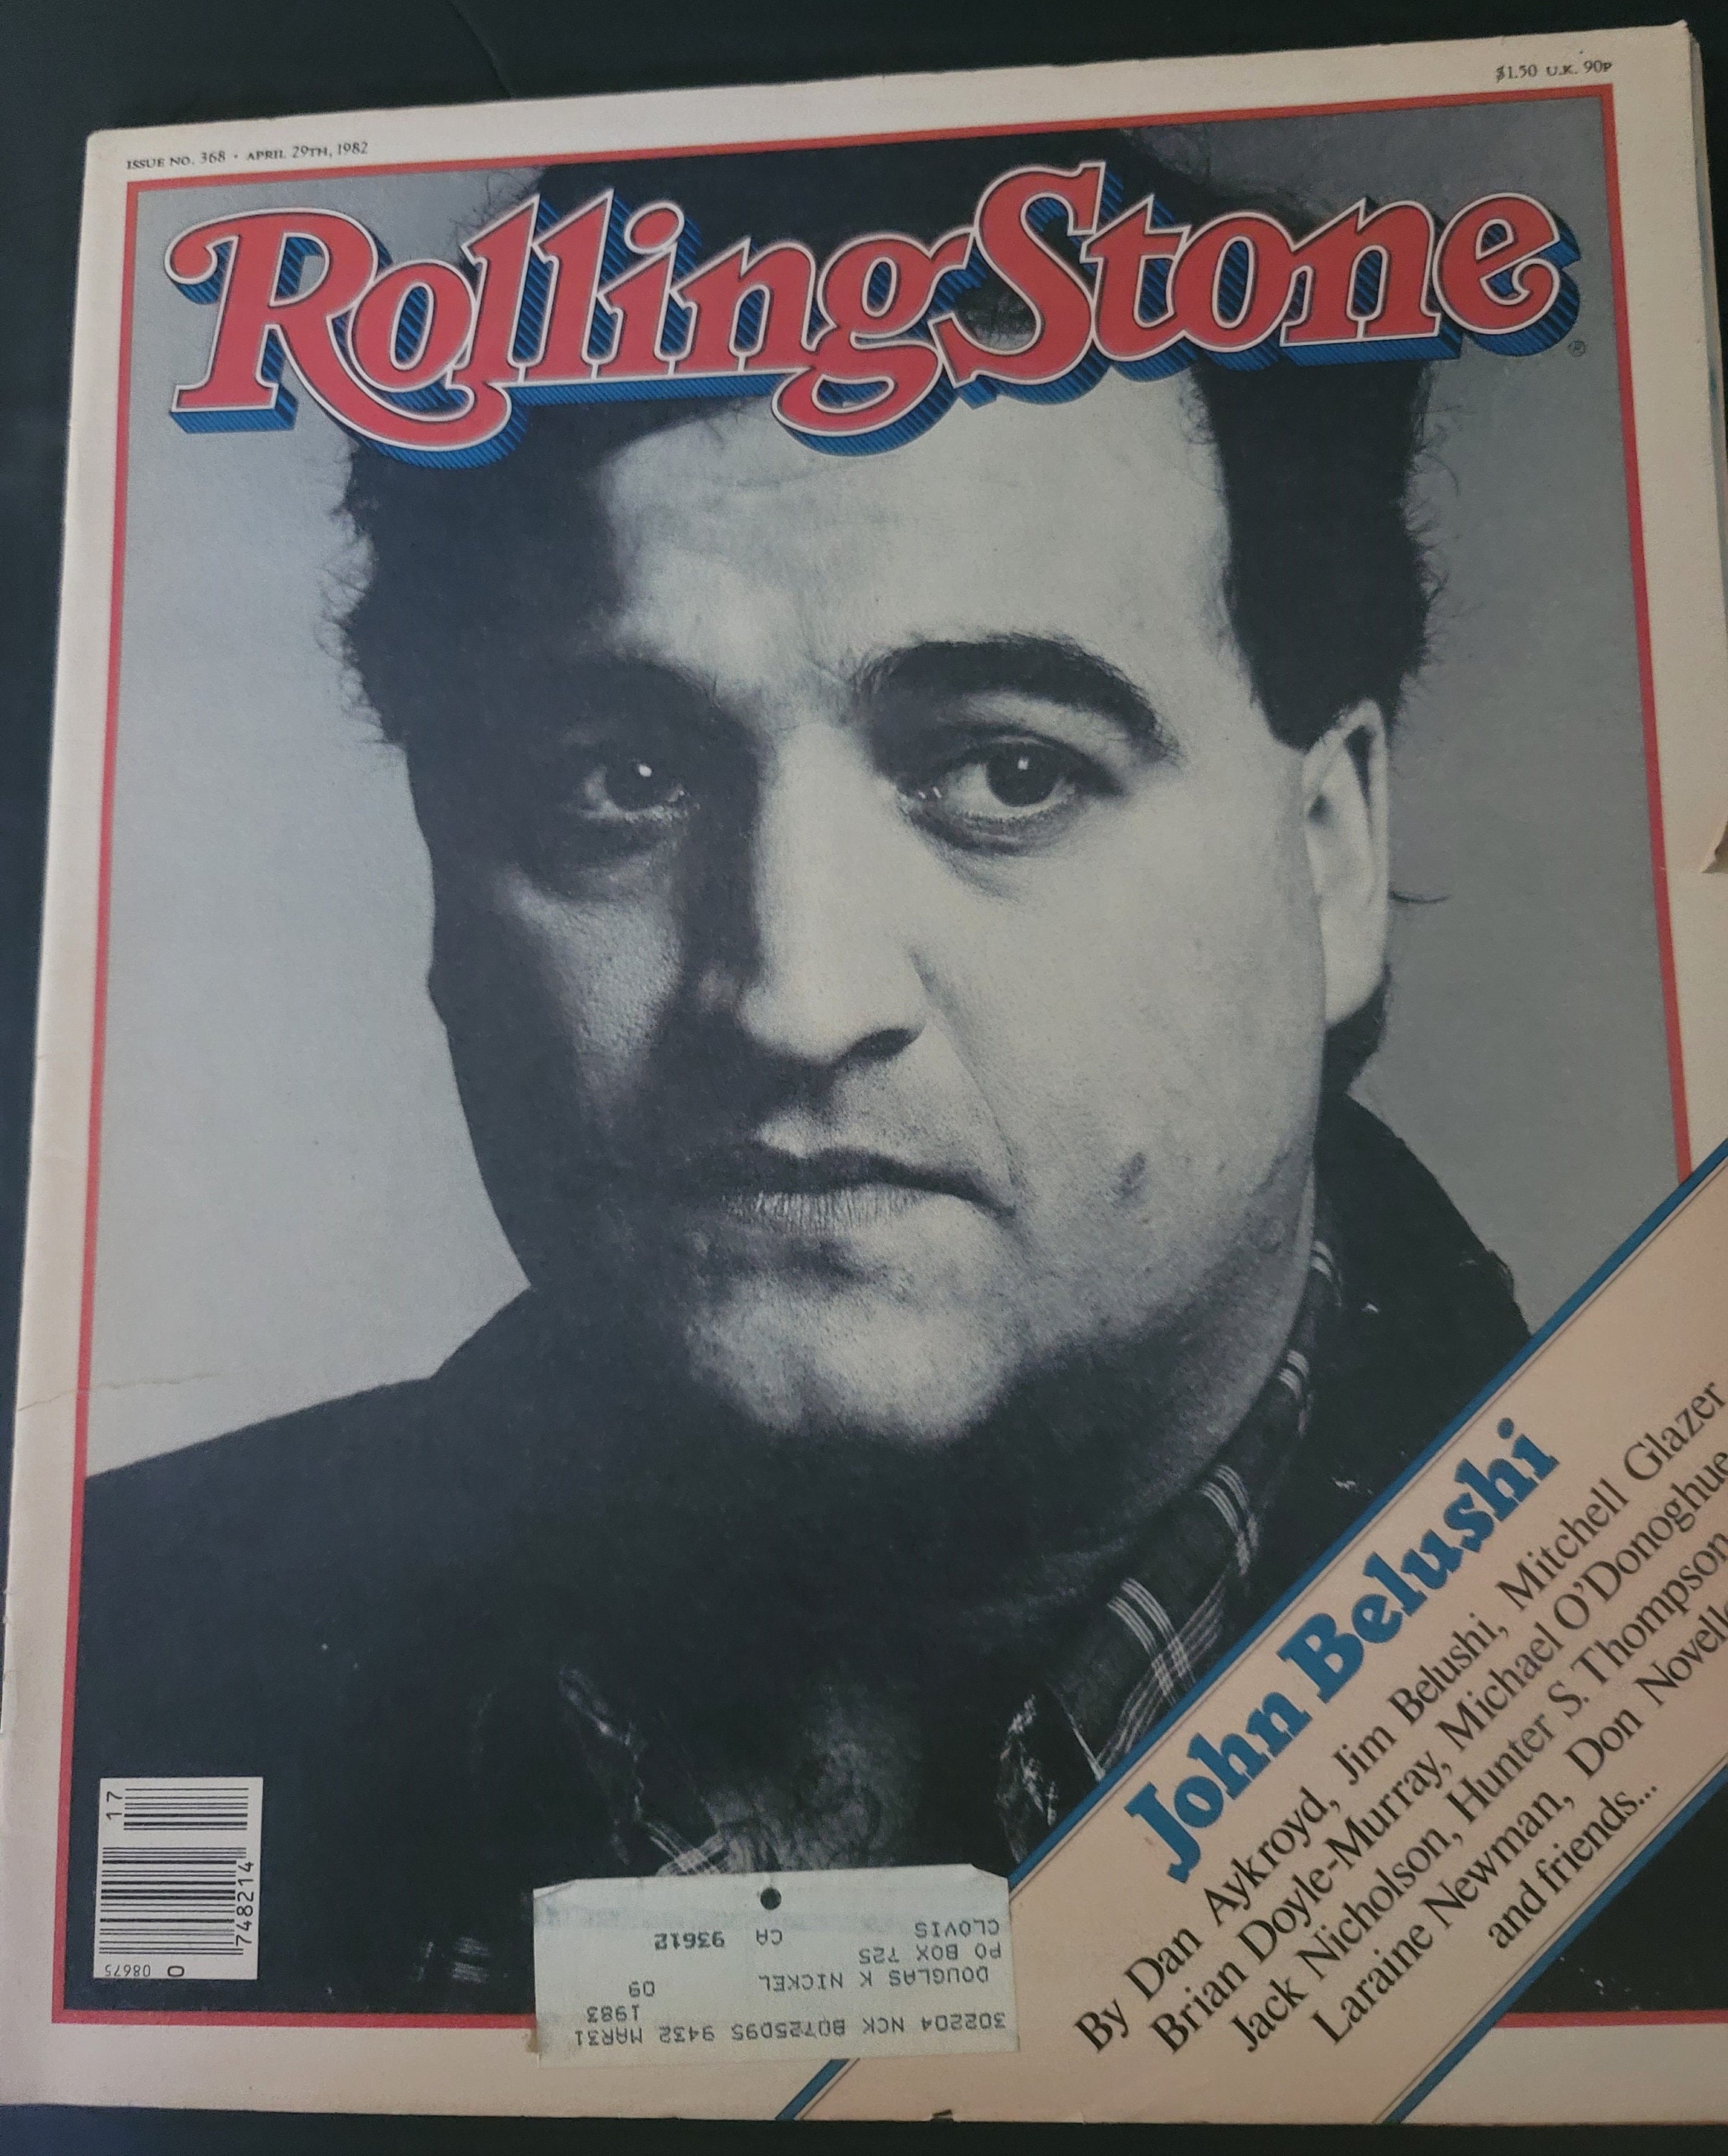 ISSUE NO. 368 · APRIL 29TH, 1982
$1.50 U.K. 90P
RollingStone
®
John Belushi
By Dan Aykroyd, Jim Belushi, Mitchell Glazer
Brian Doyle-Murray, Michael O'Donoghue
Jack Nicholson, Hunter S. Thompson
Laraine Newman, Don Novell
and friends...
17
748214
0 08675
302204 NCK B0725D95 9432 MAR31
1983
DOUGLAS K NICKEL 09
PO BOX 725
CLOVIS CA 93612